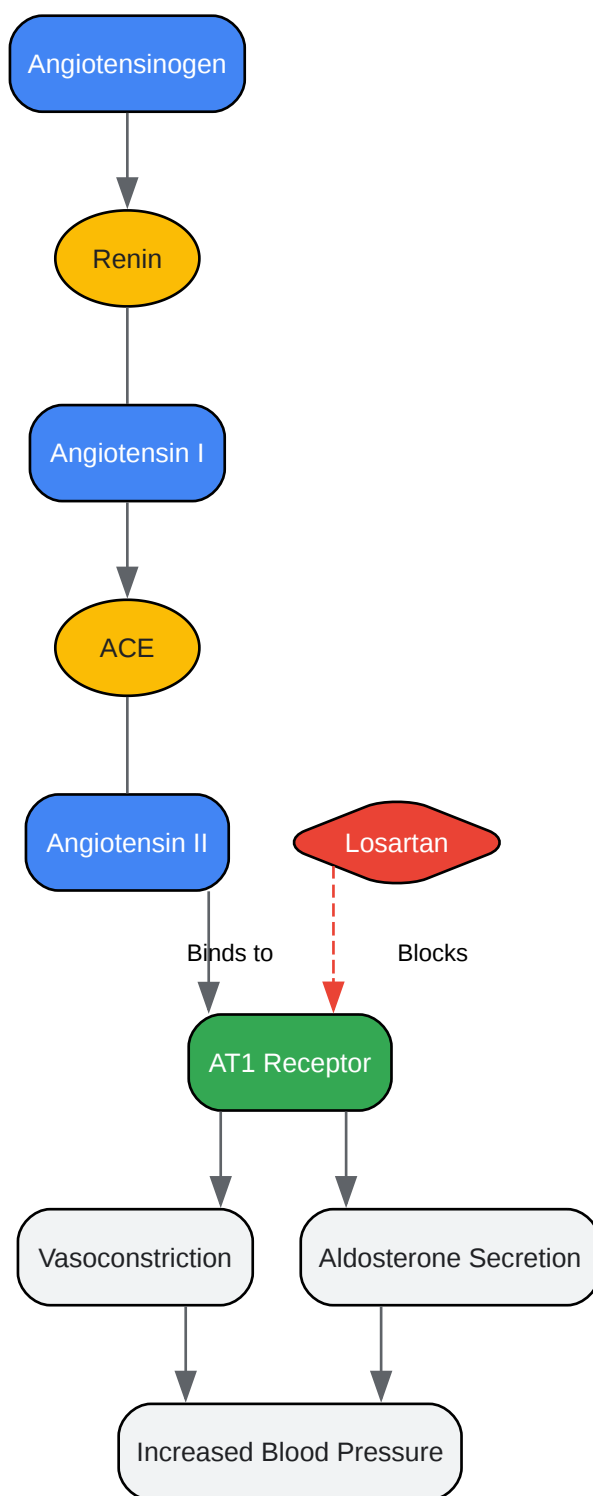 Angiotensinogen
Renin
Angiotensin I
ACE
Angiotensin II
Losartan
Binds to
Blocks
AT1 Receptor
Vasoconstriction
Aldosterone Secretion
Increased Blood Pressure